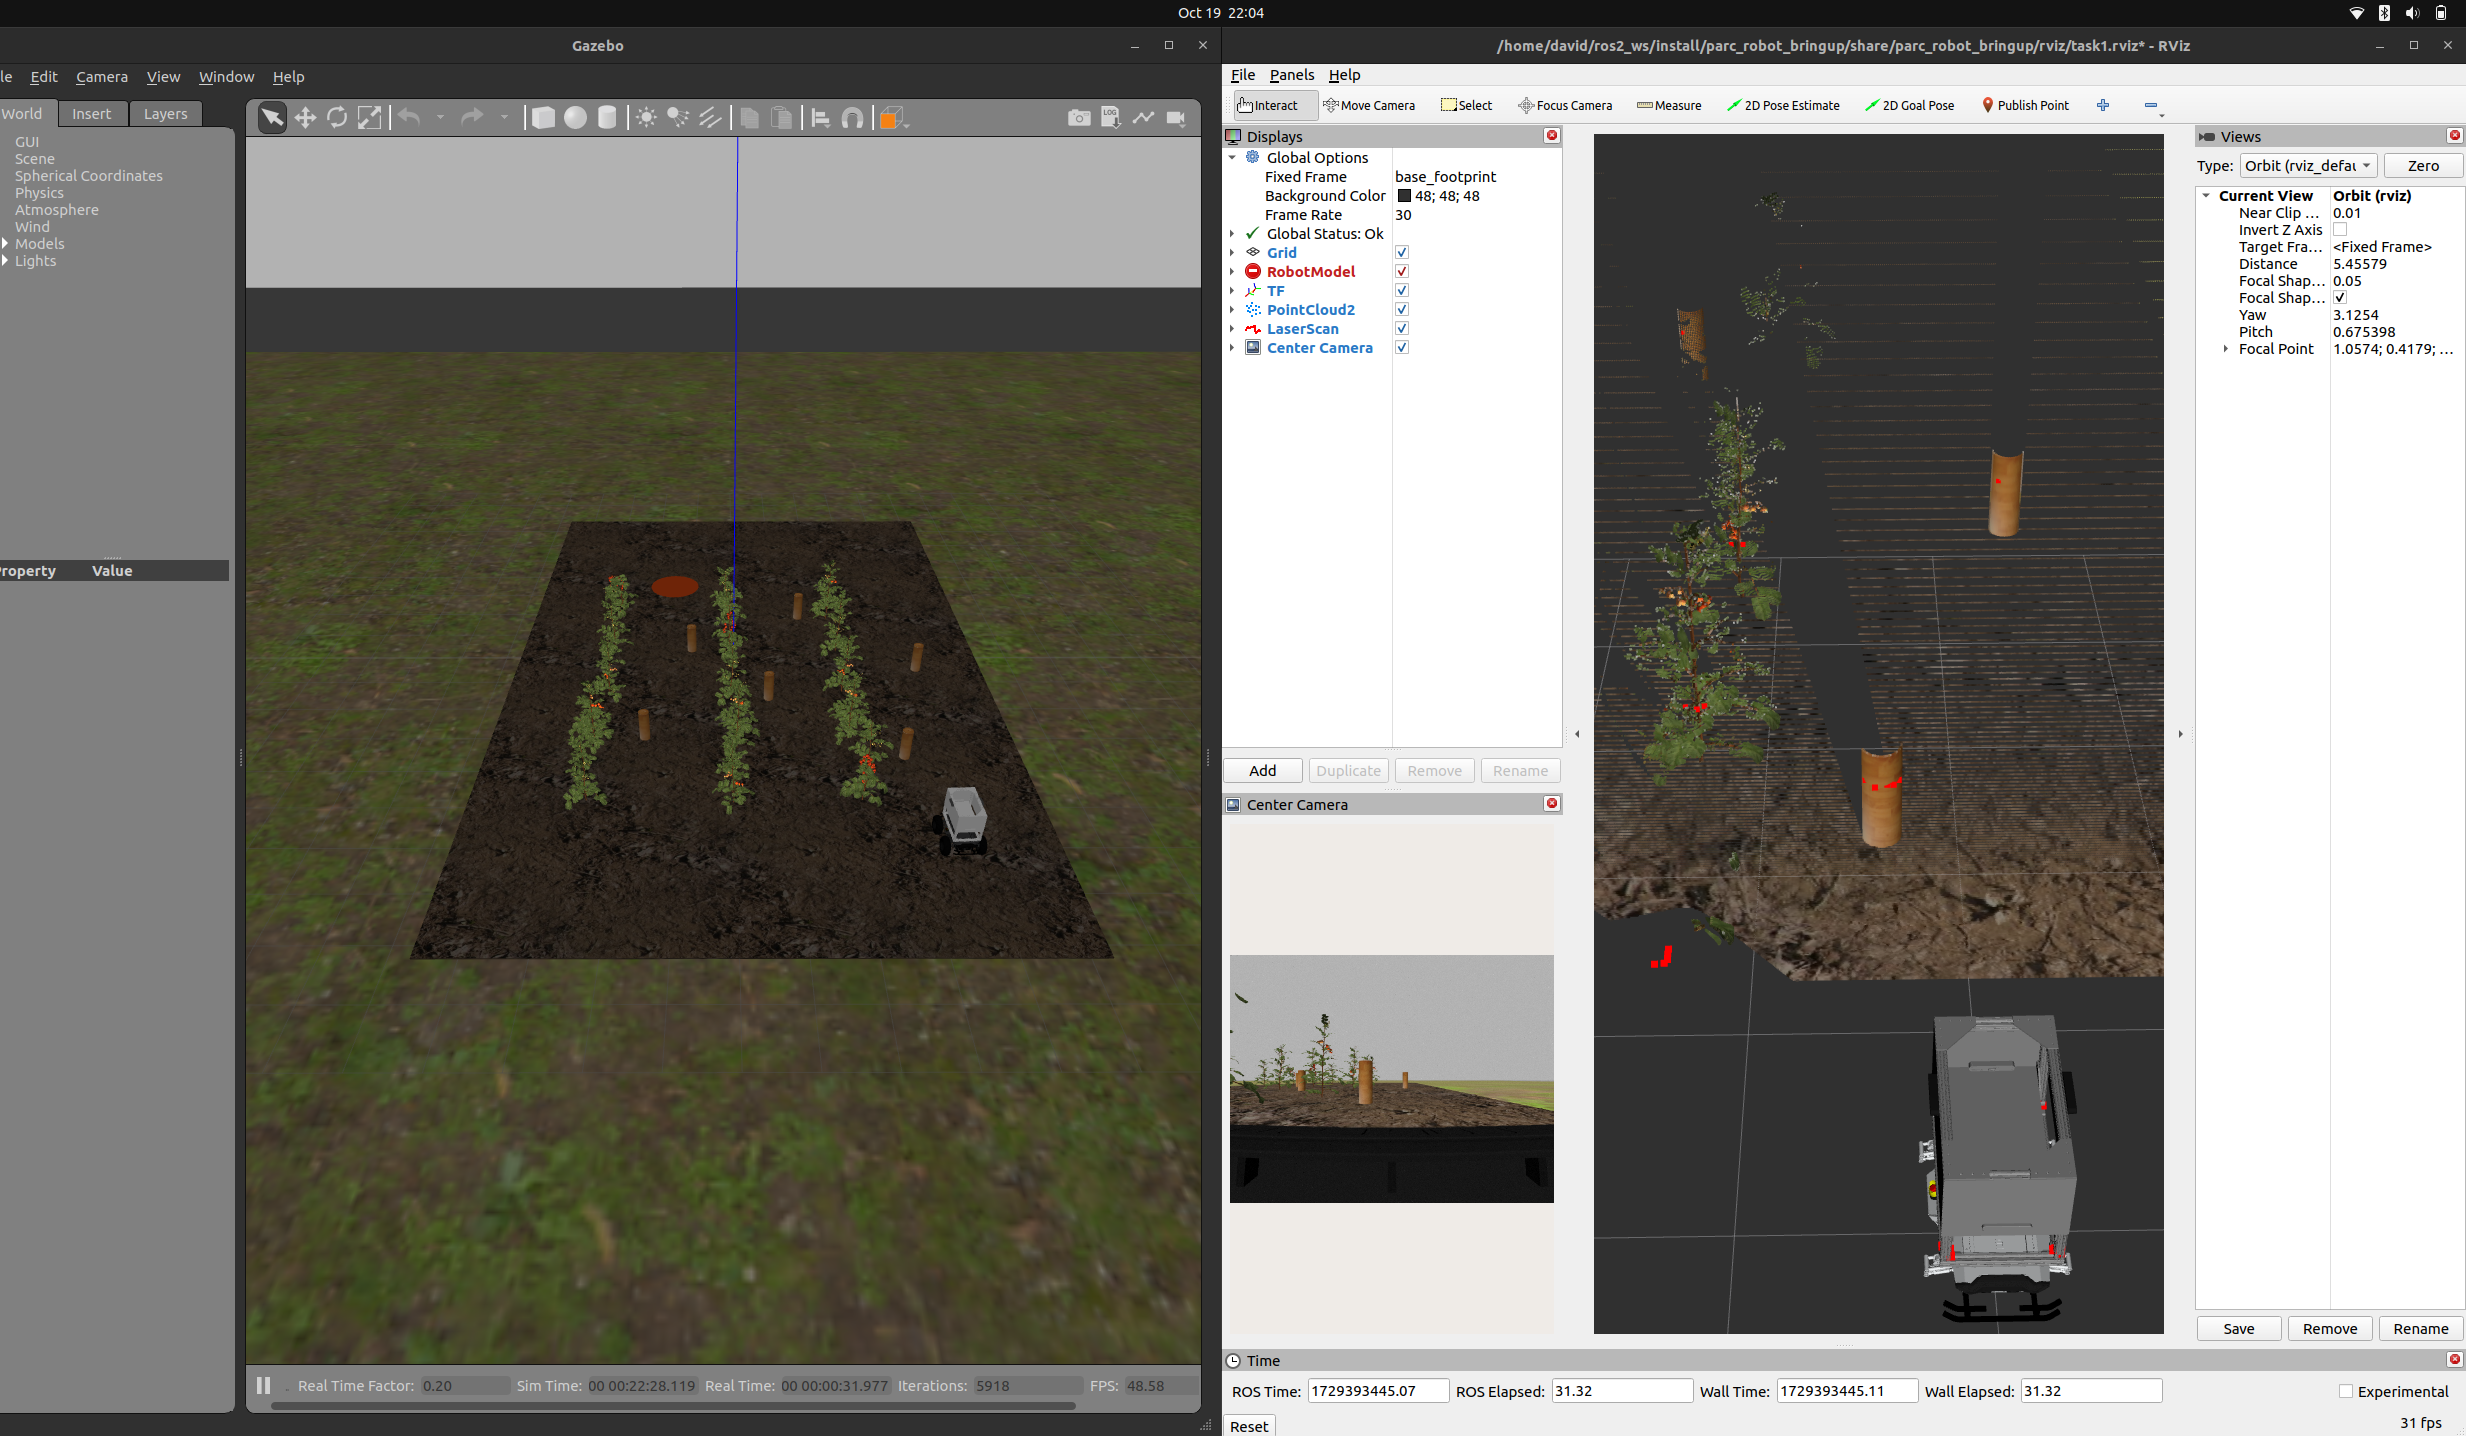 Oct 19 22:04
Gazebo
le Edit Camera View Window Help
World Insert Layers
GUI
Scene
Spherical Coordinates
Physics
Atmosphere
Wind
Models
Lights
roperty Value
LOG
Real Time Factor: 0.20 Sim Time: 00 00:22:28.119 Real Time: 00 00:00:31.977 Iterations: 5918 FPS: 48.58
/home/david/ros2_ws/install/parc_robot_bringup/share/parc_robot_bringup/rviz/task1.rviz* - RViz
File Panels Help
Interact Move Camera Select Focus Camera Measure 2D Pose Estimate 2D Goal Pose Publish Point
Displays
Global Options
Fixed Frame base_footprint
Background Color 48; 48; 48
Frame Rate 30
Global Status: Ok
Grid
RobotModel
TF
PointCloud2
LaserScan
Center Camera
Add Duplicate Remove Rename
Center Camera
Views
Type: Orbit (rviz_defau Zero
Current View Orbit (rviz)
Near Clip ... 0.01
Invert Z Axis
Target Fra... <Fixed Frame>
Distance 5.45579
Focal Shap... 0.05
Focal Shap...
Yaw 3.1254
Pitch 0.675398
Focal Point 1.0574; 0.4179; ...
Save Remove Rename
Time
ROS Time: 1729393445.07 ROS Elapsed: 31.32 Wall Time: 1729393445.11 Wall Elapsed: 31.32 Experimental
Reset 31 fps